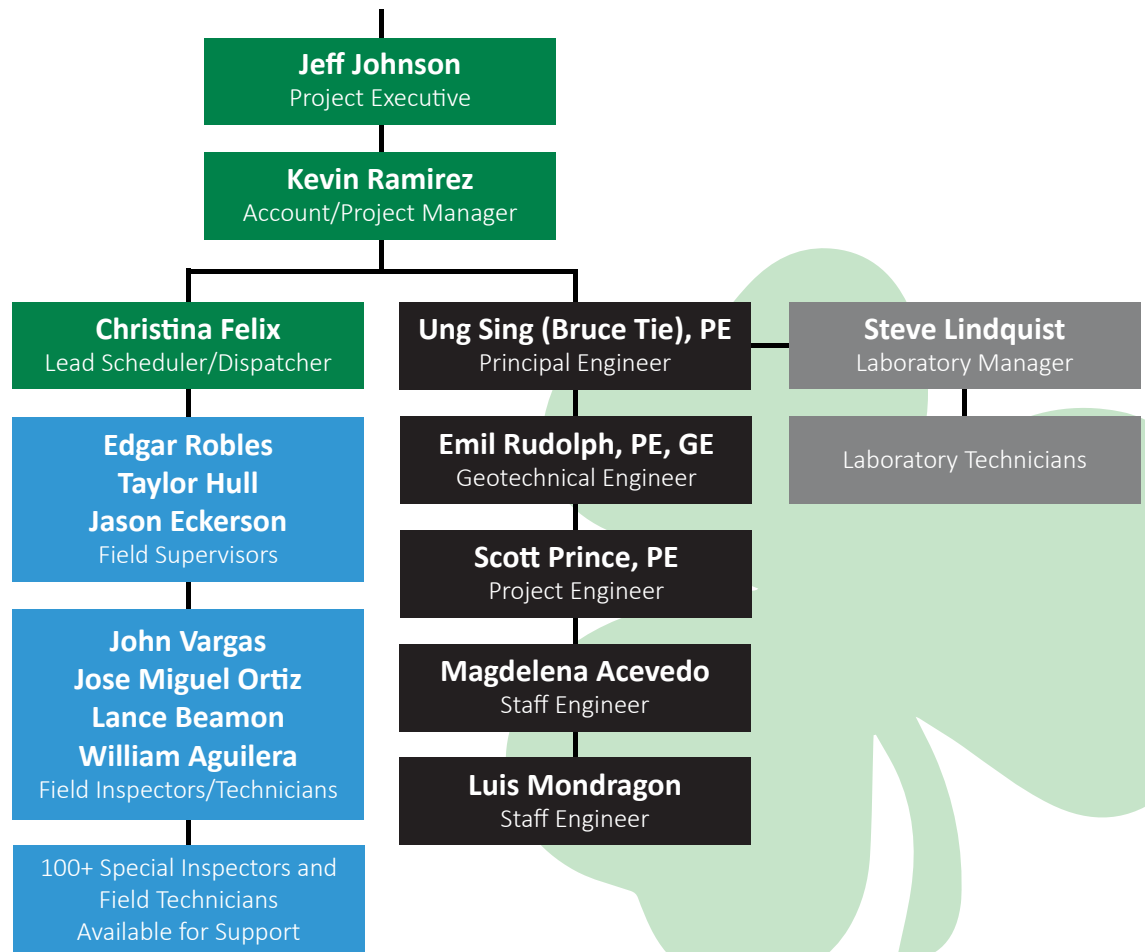 Jeff Johnson
Project Executive
Kevin Ramirez
Account/Project Manager
Christina Felix
Lead Scheduler/Dispatcher
Edgar Robles
Taylor Hull
Jason Eckerson
Field Supervisors
John Vargas
Jose Miguel Ortiz
Lance Beamon
William Aguilera
Field Inspectors/Technicians
100+ Special Inspectors and
Field Technicians
Available for Support
Ung Sing (Bruce Tie), PE
Principal Engineer
Emil Rudolph, PE, GE
Geotechnical Engineer
Scott Prince, PE
Project Engineer
Magdelena Acevedo
Staff Engineer
Luis Mondragon
Staff Engineer
Steve Lindquist
Laboratory Manager
Laboratory Technicians